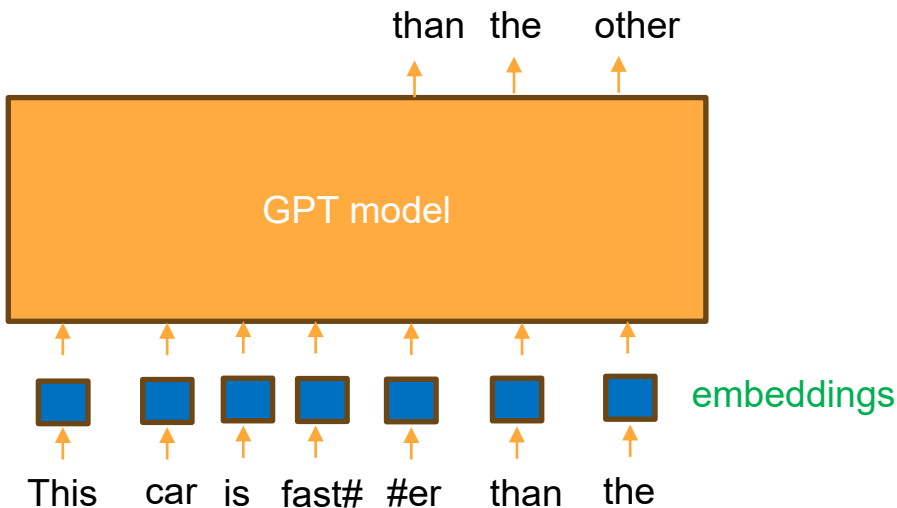 than the other
GPT model
embeddings
This car is fast# #er than the